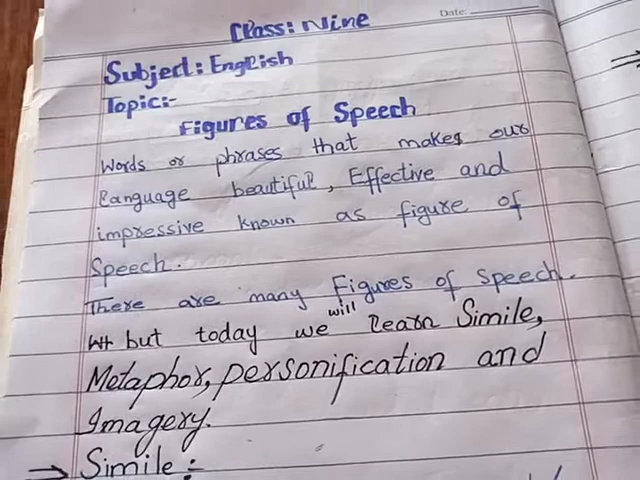 Date
Class: Nine
Subject: English
Topic:-
Figures of Speech
Words or phrases that makes our
language beautiful, Effective and
impressive known as figure of
Speech.
There are many Figures of Speech.
but today we will learn Simile,
Metaphor, personification and
Imagery.
→ Simile :-